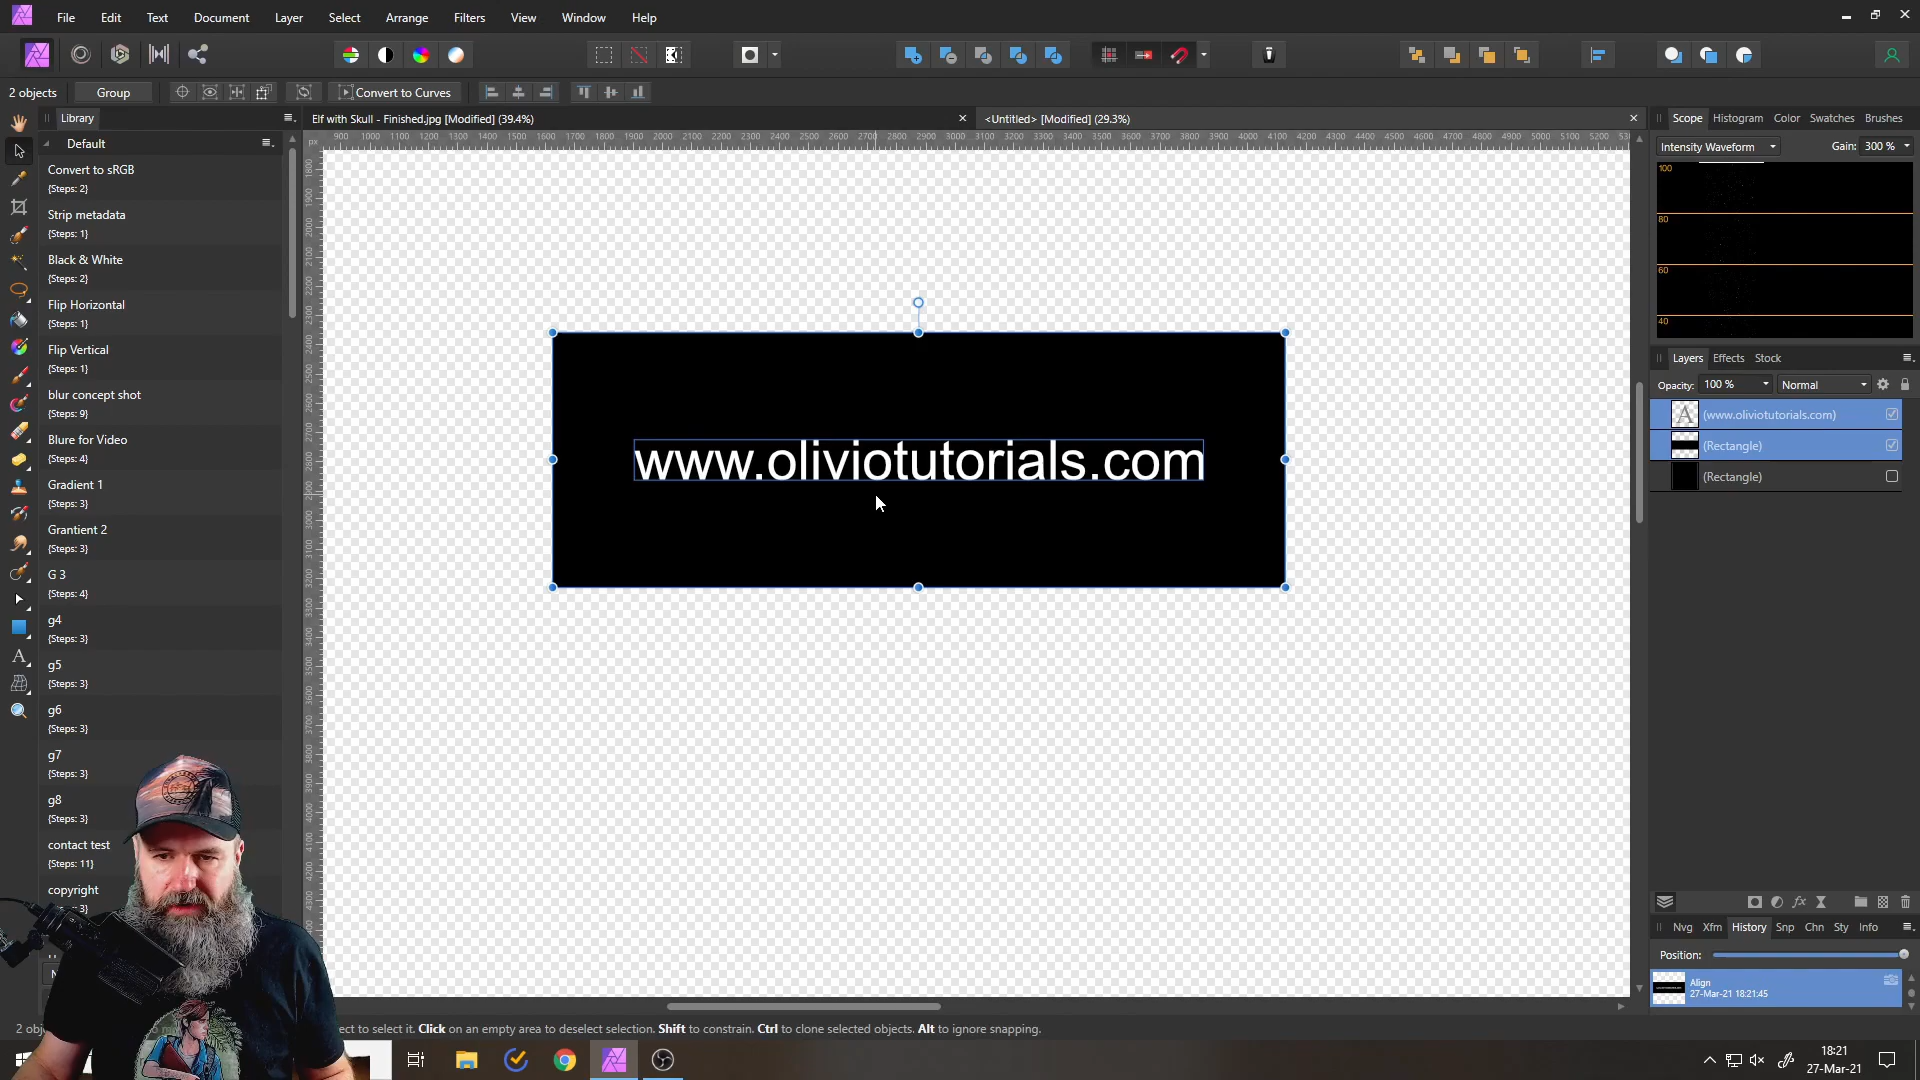 File Edit Text Document Layer Select Arrange Filters View Window Help
2 objects Group Convert to Curves
Library
Default
Convert to sRGB
{Steps: 2}
Strip metadata
{Steps: 1}
Black & White
{Steps: 2}
Flip Horizontal
{Steps: 1}
Flip Vertical
{Steps: 1}
blur concept shot
{Steps: 9}
Blure for Video
{Steps: 4}
Gradient 1
{Steps: 3}
Grantient 2
{Steps: 3}
G 3
{Steps: 4}
g4
{Steps: 3}
g5
{Steps: 3}
g6
{Steps: 3}
g7
{Steps: 3}
g8
{Steps: 3}
contact test
{Steps: 11}
copyright
Elf with Skull - Finished.jpg [Modified] (39.4%)
<Untitled> [Modified] (29.3%)
px
www.oliviotutorials.com
Scope Histogram Color Swatches Brushes
Intensity Waveform Gain: 300 %
100
80
60
40
Layers Effects Stock
Opacity: 100 % Normal
(www.oliviotutorials.com)
(Rectangle)
(Rectangle)
Nvg Xfm History Snp Chn Sty Info
Position:
Align
27-Mar-21 18:21:45
ect to select it. Click on an empty area to deselect selection. Shift to constrain. Ctrl to clone selected objects. Alt to ignore snapping.
18:21
27-Mar-21